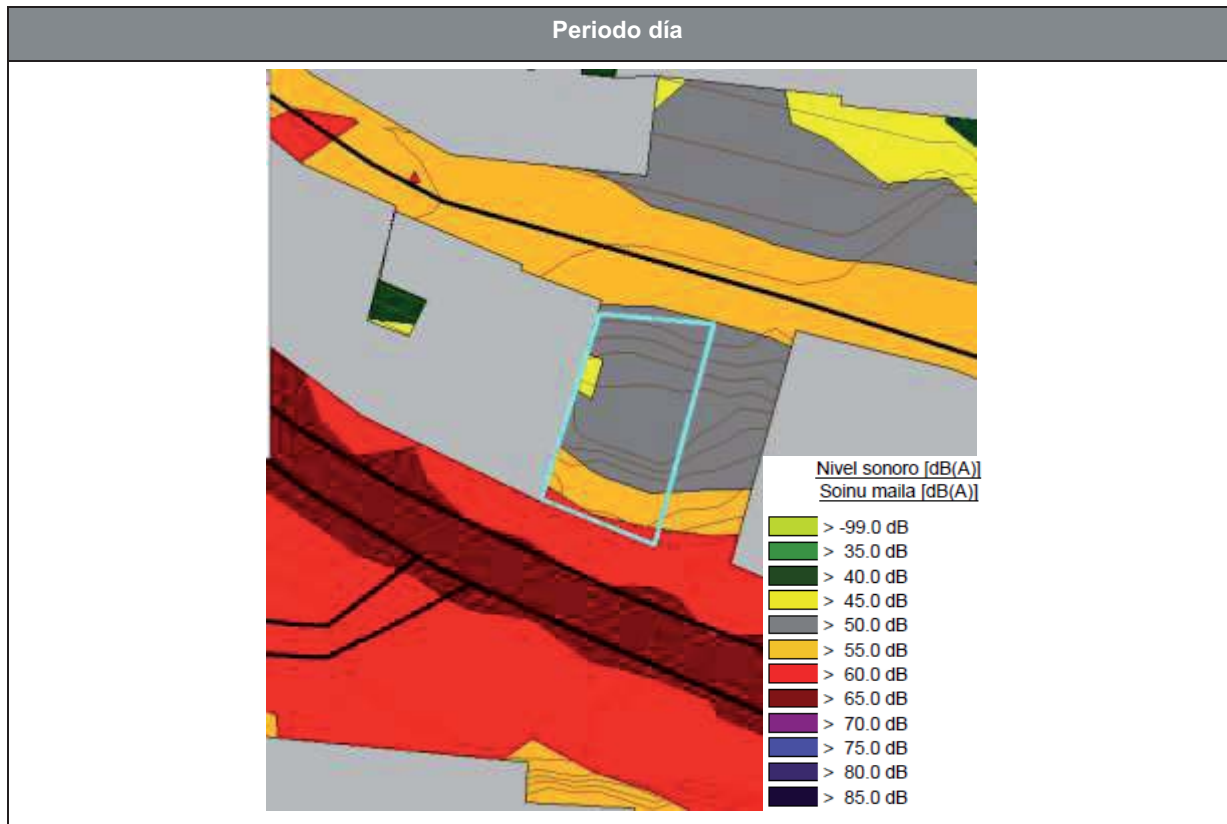 Periodo día
Nivel sonoro [dB(A)]
Soinu maila [dB(A)]
> -99.0 dB
> 35.0 dB
> 40.0 dB
> 45.0 dB
> 50.0 dB
> 55.0 dB
> 60.0 dB
> 65.0 dB
> 70.0 dB
> 75.0 dB
> 80.0 dB
> 85.0 dB